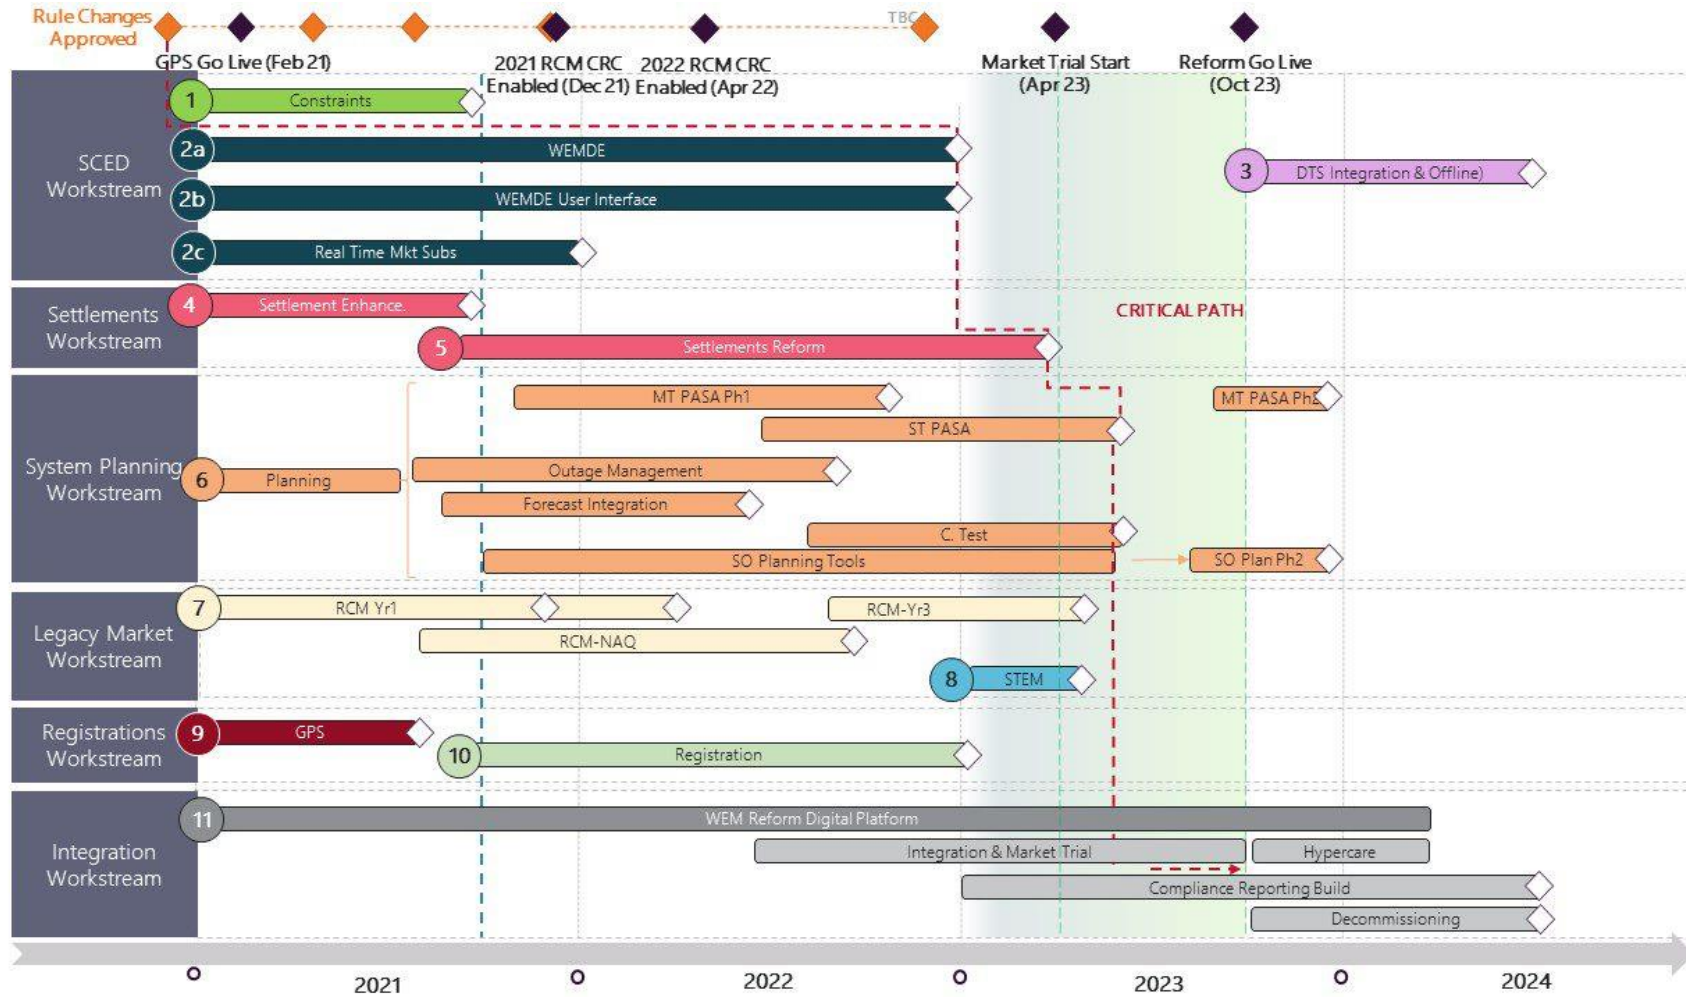 Rule Changes
Approved
TBC
GPS Go Live (Feb 21)
2021 RCM CRC
Enabled (Dec 21)
2022 RCM CRC
Enabled (Apr 22)
Market Trial Start
(Apr 23)
Reform Go Live
(Oct 23)
SCED
Workstream
1
Constraints
2a
WEMDE
2b
WEMDE User Interface
2c
Real Time Mkt Subs
3
DTS Integration & Offline)
Settlements
Workstream
4
Settlement Enhance.
5
Settlements Reform
CRITICAL PATH
System Planning
Workstream
6
Planning
MT PASA Ph1
MT PASA Ph2
ST PASA
Outage Management
Forecast Integration
C. Test
SO Planning Tools
SO Plan Ph2
Legacy Market
Workstream
7
RCM Yr1
RCM-Yr3
RCM-NAQ
8
STEM
Registrations
Workstream
9
GPS
10
Registration
Integration
Workstream
11
WEM Reform Digital Platform
Integration & Market Trial
Hypercare
Compliance Reporting Build
Decommissioning
2021
2022
2023
2024